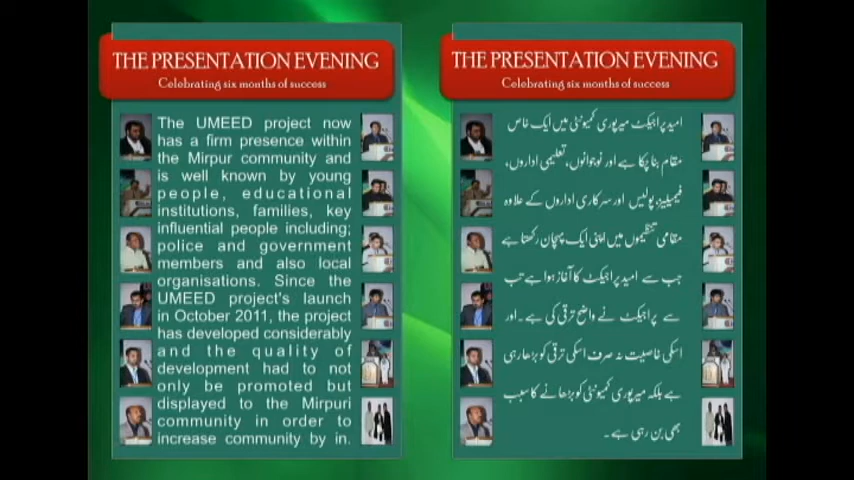 THE PRESENTATION EVENING
Celebrating six months of success
The UMEED project now
has a firm presence within
the Mirpur community and
is well known by young
people, educational
institutions, families, key
influential people including;
police and government
members and also local
organisations. Since the
UMEED project's launch
in October 2011, the project
has developed considerably
and the quality of
development had to not
only be promoted but
displayed to the Mirpuri
community in order to
increase community by in.
THE PRESENTATION EVENING
Celebrating six months of success
امید پراجیکٹ میرپوری کمیونٹی میں ایک خاص
مقام بنا چکا ہے اور نوجوانوں، تعلیمی اداروں،
فیمیلیز، پولیس اور سرکاری اداروں کے علاوہ
مقامی تنظیموں میں اپنی ایک پہچان رکھتا ہے
جب سے امید پراجیکٹ کا آغاز ہوا ہے تب
سے پراجیکٹ نے واضح ترقی کی ہے۔ اور
اسکی خاصیت نہ صرف اسکی ترقی کو بڑھا رہی
ہے بلکہ میرپوری کمیونٹی کو بڑھانے کا سبب
بھی بن رہی ہے۔